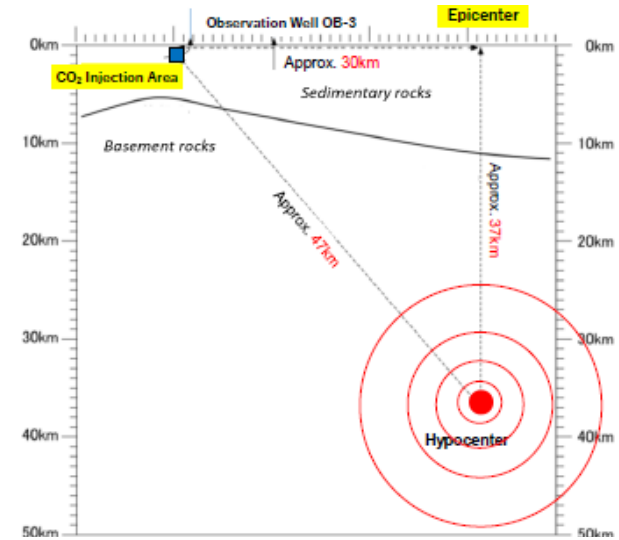 Epicenter
Observation Well OB-3
0km
0km
Approx. 30km
CO₂ Injection Area
Sedimentary rocks
10km
10km
Basement rocks
Approx. 37km
Approx. 47km
20km
20km
30km
30km
Hypocenter
40km
40km
50km
50km